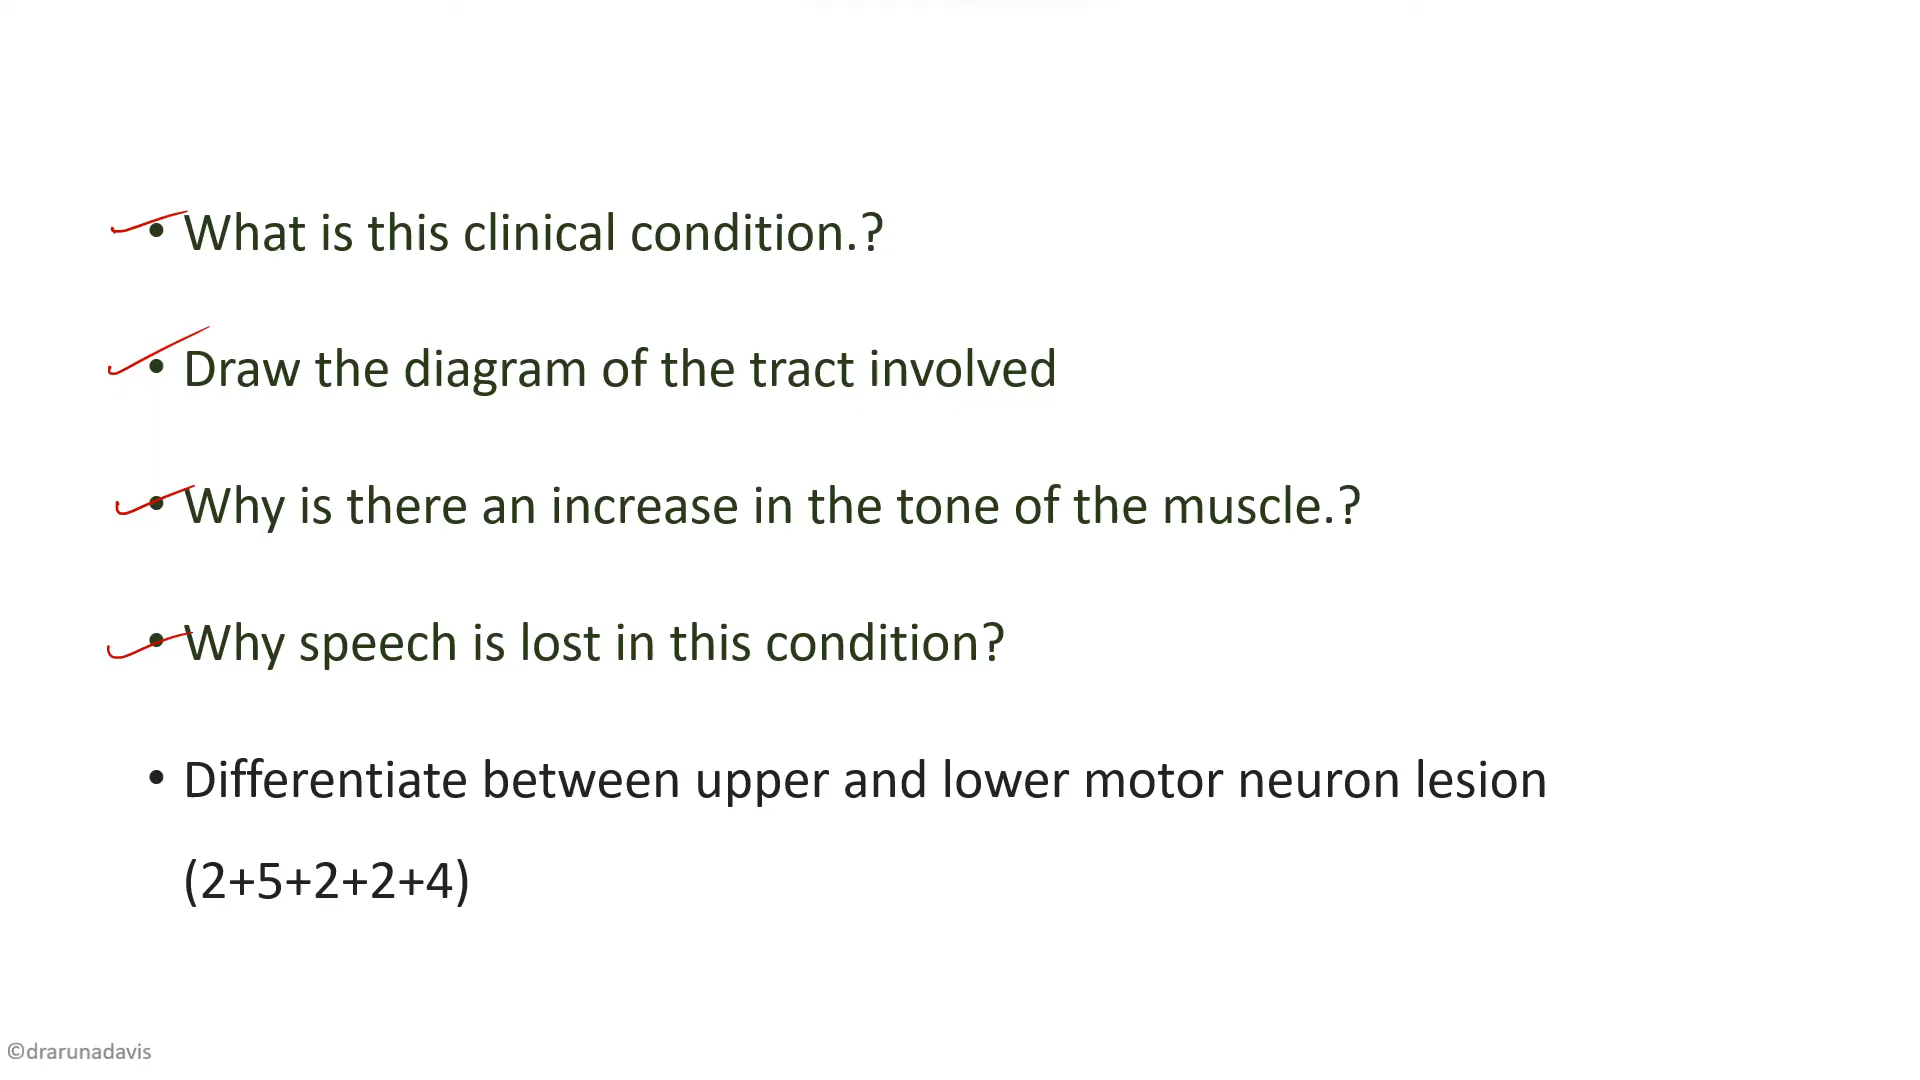 • What is this clinical condition.?
• Draw the diagram of the tract involved
• Why is there an increase in the tone of the muscle.?
• Why speech is lost in this condition?
• Differentiate between upper and lower motor neuron lesion
(2+5+2+2+4)
©drarunadavis